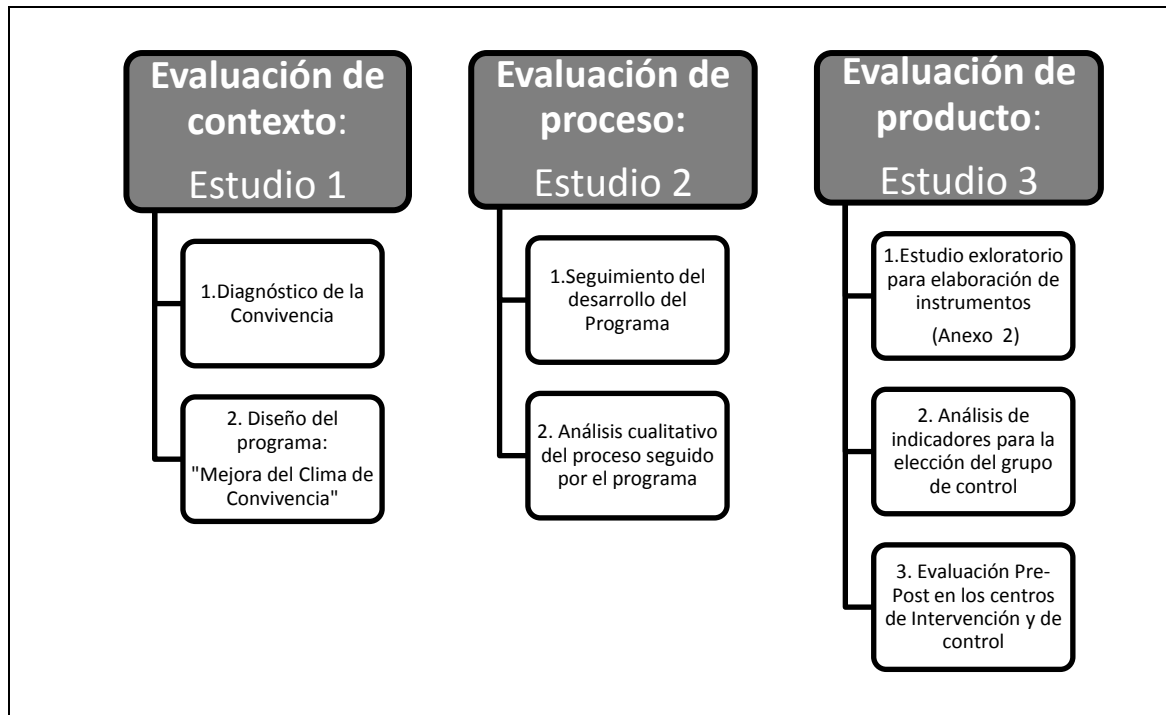 Evaluación de
contexto:
Estudio 1
1.Diagnóstico de la
Convivencia
2. Diseño del
programa:
"Mejora del Clima de
Convivencia"
Evaluación de
proceso:
Estudio 2
1.Seguimiento del
desarrollo del
Programa
2. Análisis cualitativo
del proceso seguido
por el programa
Evaluación de
producto:
Estudio 3
1.Estudio exloratorio
para elaboración de
instrumentos
(Anexo 2)
2. Análisis de
indicadores para la
elección del grupo
de control
3. Evaluación Pre-
Post en los centros
de Intervención y de
control